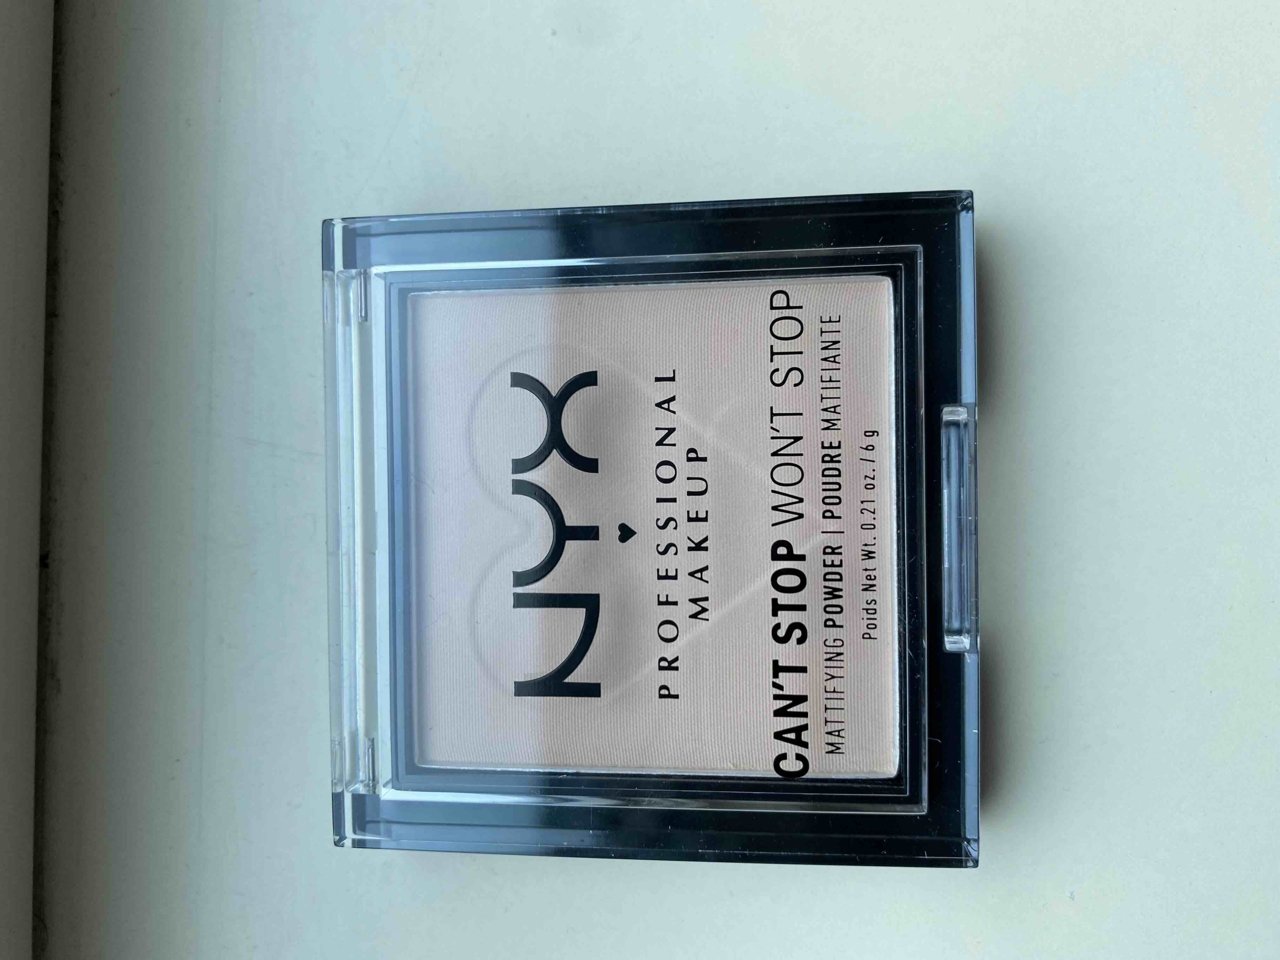 NYX
PROFESSIONAL
MAKEUP
CAN'T STOP WON'T STOP
MATTIFYING POWDER | POUDRE MATIFIANTE
Poids Net Wt. 0.21 oz. / 6 g